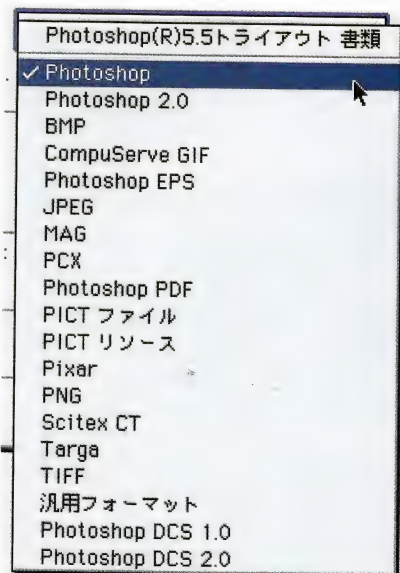 Photoshop(R)5.5トライアウト 書類
✓ Photoshop
Photoshop 2.0
BMP
CompuServe GIF
Photoshop EPS
JPEG
MAG
PCX
Photoshop PDF
PICT ファイル
PICT リソース
Pixar
PNG
Scitex CT
Targa
TIFF
汎用フォーマット
Photoshop DCS 1.0
Photoshop DCS 2.0